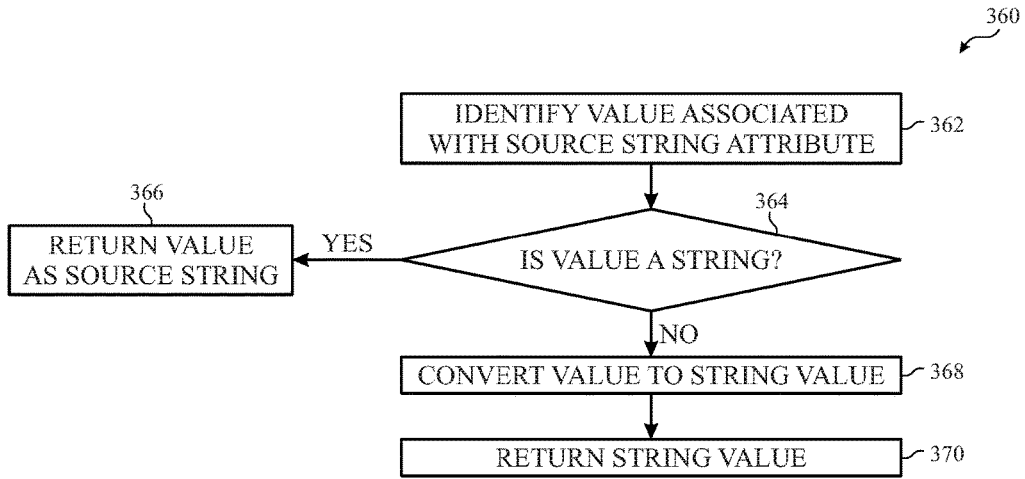 360
IDENTIFY VALUE ASSOCIATED
WITH SOURCE STRING ATTRIBUTE
362
366
364
RETURN VALUE
AS SOURCE STRING
YES
IS VALUE A STRING?
NO
CONVERT VALUE TO STRING VALUE
368
RETURN STRING VALUE
370